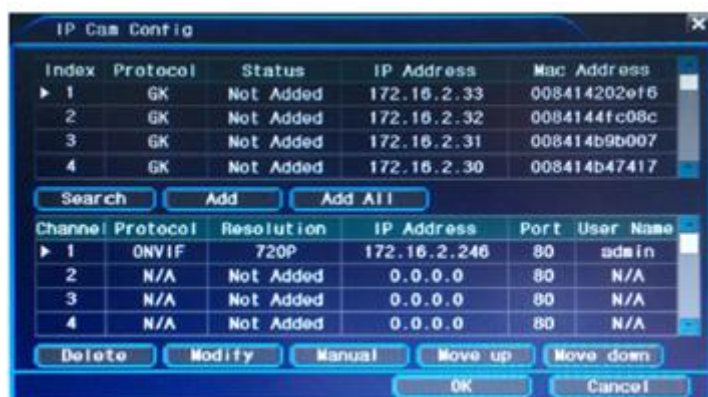 IP Cam Config
Index Protocol Status IP Address Mac Address
1 GK Not Added 172.16.2.33 008414202ef6
2 GK Not Added 172.16.2.32 0084144fc08c
3 GK Not Added 172.16.2.31 008414b9b007
4 GK Not Added 172.16.2.30 008414b47417
Search Add Add All
Channel Protocol Resolution IP Address Port User Name
1 ONVIF 720P 172.16.2.246 80 admin
2 N/A Not Added 0.0.0.0 80 N/A
3 N/A Not Added 0.0.0.0 80 N/A
4 N/A Not Added 0.0.0.0 80 N/A
Delete Modify Manual Move up Move down
OK Cancel